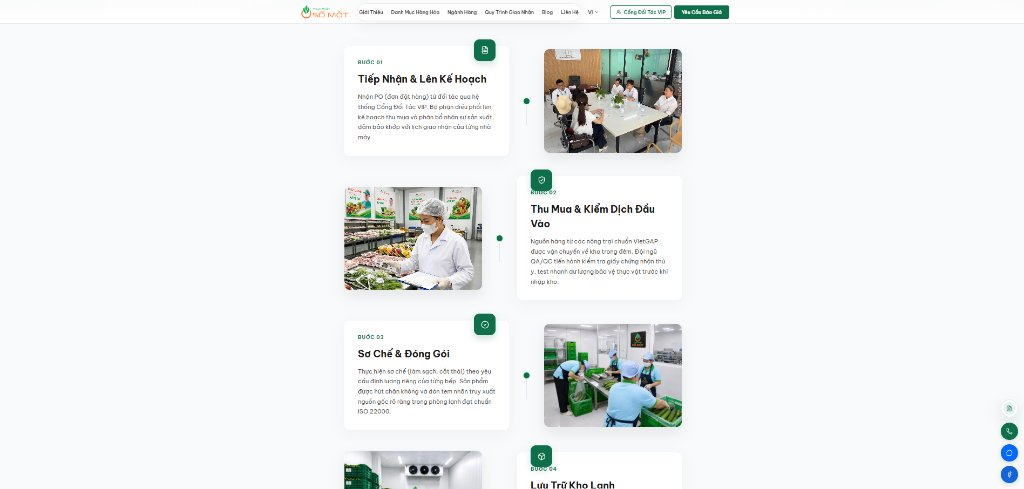 SỐ MỘT
Giới Thiệu
Danh Mục Hàng Hóa
Ngành Hàng
Quy Trình Giao Nhận
Blog
Liên Hệ
VI
Cổng Đối Tác VIP
Yêu Cầu Báo Giá
BƯỚC 01
Tiếp Nhận & Lên Kế Hoạch
Nhận PO (đơn đặt hàng) từ đối tác qua hệ
thống Cổng Đối Tác VIP. Bộ phận điều phối lên
kế hoạch thu mua và phân bổ nhân sự sản xuất,
đảm bảo khớp với lịch giao nhận của từng nhà
máy.
BƯỚC 02
Thu Mua & Kiểm Dịch Đầu
Vào
Nguồn hàng từ các nông trại chuẩn VietGAP
được vận chuyển về kho trong đêm. Đội ngũ
QA/QC tiến hành kiểm tra giấy chứng nhận thú
y, test nhanh dư lượng bảo vệ thực vật trước khi
nhập kho.
BƯỚC 03
Sơ Chế & Đóng Gói
Thực hiện sơ chế (làm sạch, cắt thái) theo yêu
cầu định lượng riêng của từng bếp. Sản phẩm
được hút chân không và dán tem nhãn truy xuất
nguồn gốc rõ ràng trong phòng lạnh đạt chuẩn
ISO 22000.
BƯỚC 04
Lưu Trữ Kho Lạnh